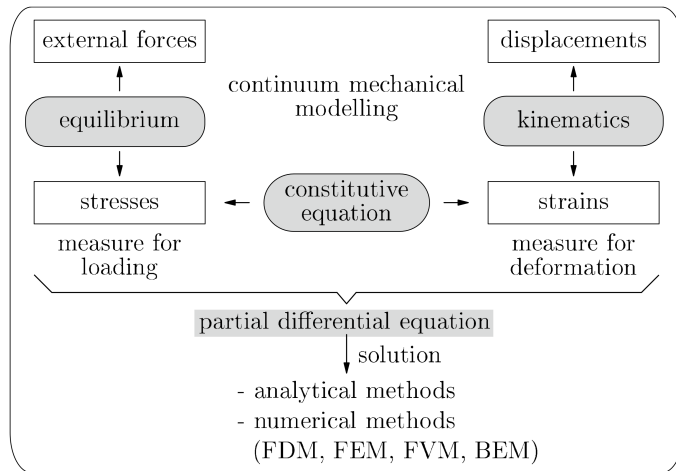 external forces
displacements
continuum mechanical
modelling
equilibrium
kinematics
stresses
constitutive
equation
strains
measure for
loading
measure for
deformation
partial differential equation
solution
- analytical methods
- numerical methods
(FDM, FEM, FVM, BEM)